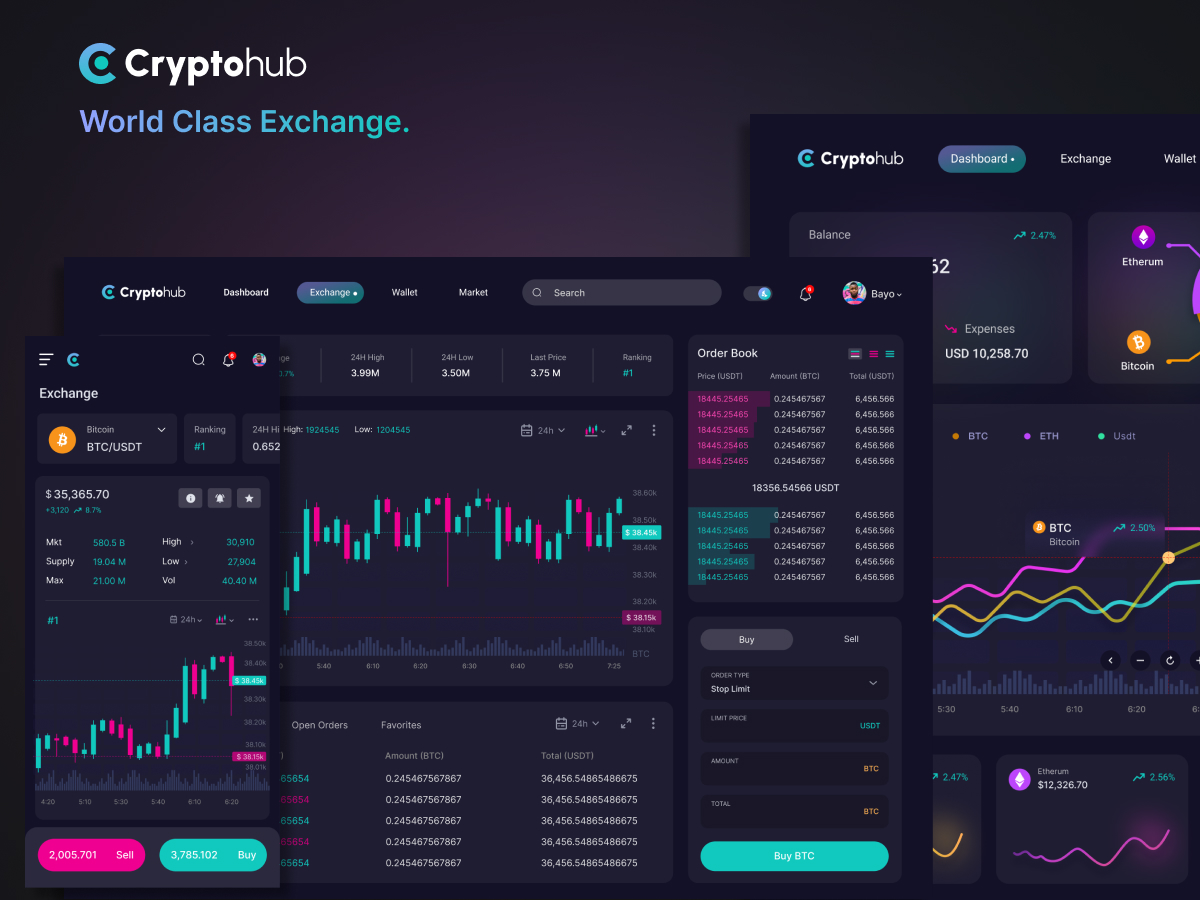 Cryptohub
World Class Exchange.
Cryptohub
Dashboard
Exchange
Wallet
Balance
2.47%
62
Expenses
USD 10,258.70
Etherum
Bitcoin
BTC
ETH
Usdt
BTC
Bitcoin
2.50%
5:30
5:40
6:10
6:20
6:
2.47%
Etherum
$12,326.70
2.56%
Cryptohub
Dashboard
Exchange
Wallet
Market
Search
6
Bayo
ge
3.7%
24H High
3.99M
24H Low
3.50M
Last Price
3.75 M
Ranking
#1
High: 1924545
Low: 1204545
24h
38.60k
38.50k
$ 38.45k
38.40k
38.30k
38.20k
$ 38.15k
38.10k
BTC
0
5:40
6:10
6:20
6:30
6:40
6:50
7:25
Open Orders
Favorites
24h
)
Amount (BTC)
Total (USDT)
65654
0.245467567867
36,456.54865486675
65654
0.245467567867
36,456.54865486675
65654
0.245467567867
36,456.54865486675
65654
0.245467567867
36,456.54865486675
65654
0.245467567867
36,456.54865486675
Order Book
Price (USDT)
Amount (BTC)
Total (USDT)
18445.25465
0.245467567
6,456.566
18445.25465
0.245467567
6,456.566
18445.25465
0.245467567
6,456.566
18445.25465
0.245467567
6,456.566
18445.25465
0.245467567
6,456.566
18356.54566 USDT
18445.25465
0.245467567
6,456.566
18445.25465
0.245467567
6,456.566
18445.25465
0.245467567
6,456.566
18445.25465
0.245467567
6,456.566
18445.25465
0.245467567
6,456.566
Buy
Sell
ORDER TYPE
Stop Limit
LIMIT PRICE
USDT
AMOUNT
BTC
TOTAL
BTC
Buy BTC
6
Exchange
Bitcoin
BTC/USDT
Ranking
#1
24H Hi
0.652
$ 35,365.70
+3,120
8.7%
Mkt
580.5 B
High
30,910
Supply
19.04 M
Low
27,904
Max
21.00 M
Vol
40.40 M
#1
24h
38.50k
38.40k
$ 38.45k
38.30k
38.20k
38.10k
$ 38.15k
38.01k
4:20
5:10
5:30
5:40
6:10
6:20
2,005.701
Sell
3,785.102
Buy